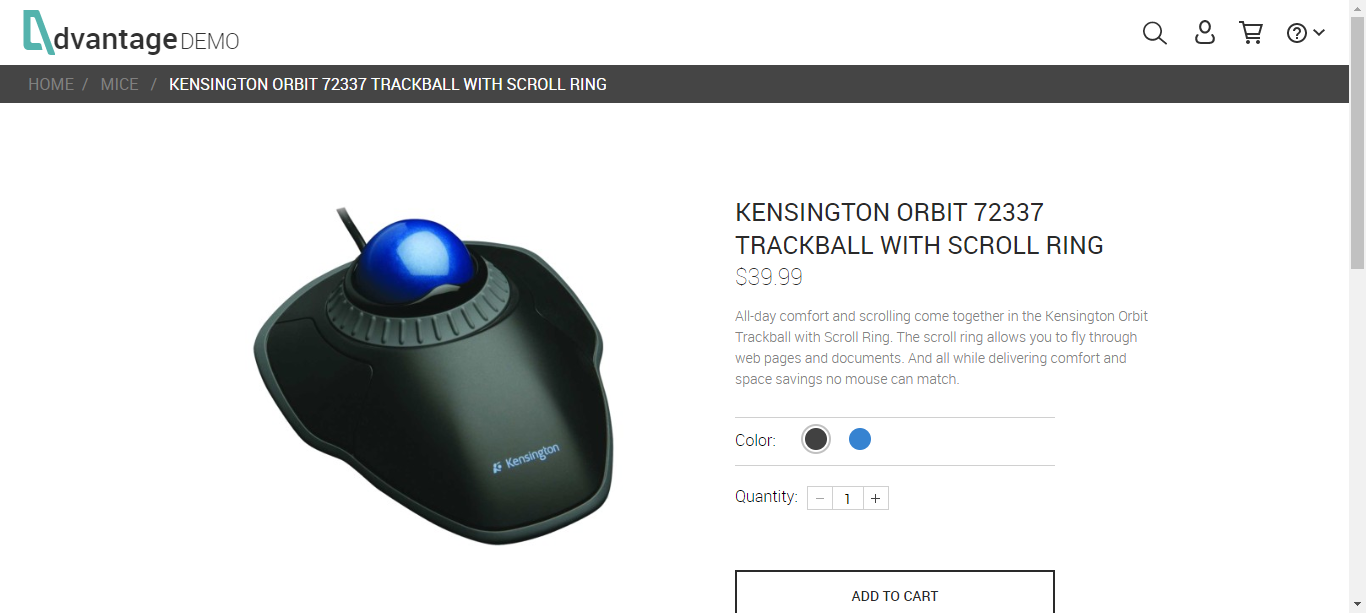 dvantage DEMO
HOME / MICE / KENSINGTON ORBIT 72337 TRACKBALL WITH SCROLL RING
KENSINGTON ORBIT 72337
TRACKBALL WITH SCROLL RING
$39.99
All-day comfort and scrolling come together in the Kensington Orbit
Trackball with Scroll Ring. The scroll ring allows you to fly through
web pages and documents. And all while delivering comfort and
space savings no mouse can match.
Color:
Quantity: − 1 +
ADD TO CART
Kensington